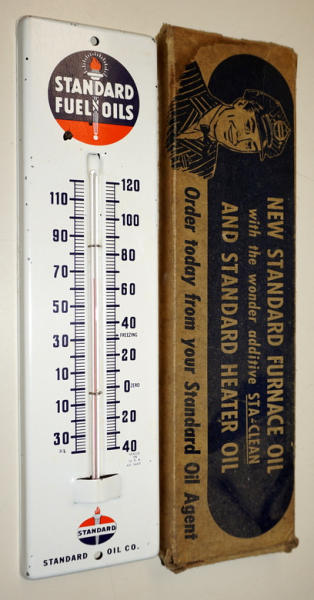 STANDARD
FUEL OILS
120
110
100
90
80
70
60
50
40
FREEZING
30
20
10
0 ZERO
10
20
30
40
STANDARD
STANDARD OIL CO.
NEW STANDARD FURNACE OIL
with the wonder additive STA-CLEAN
AND STANDARD HEATER OIL
Order today from your Standard Oil Agent